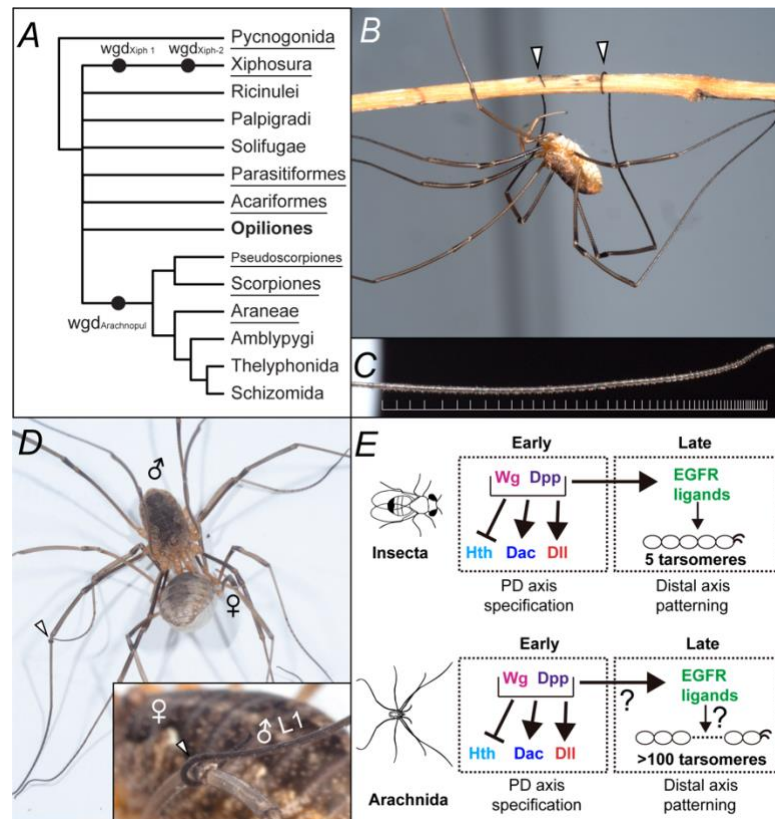 A
wgdXiph 1
wgdXiph-2
Pycnogonida
Xiphosura
Ricinulei
Palpigradi
Solifugae
Parasitiformes
Acariformes
Opiliones
Pseudoscorpiones
Scorpiones
wgdArachnopul
Araneae
Amblypygi
Thelyphonida
Schizomida
B
C
D
♂
♀
♀
♂ L1
E
Early
Late
Wg Dpp
EGFR
ligands
Insecta
Hth Dac Dll
5 tarsomeres
PD axis
specification
Distal axis
patterning
Early
Late
Wg Dpp
EGFR
ligands
?
?
Hth Dac Dll
>100 tarsomeres
Arachnida
PD axis
specification
Distal axis
patterning